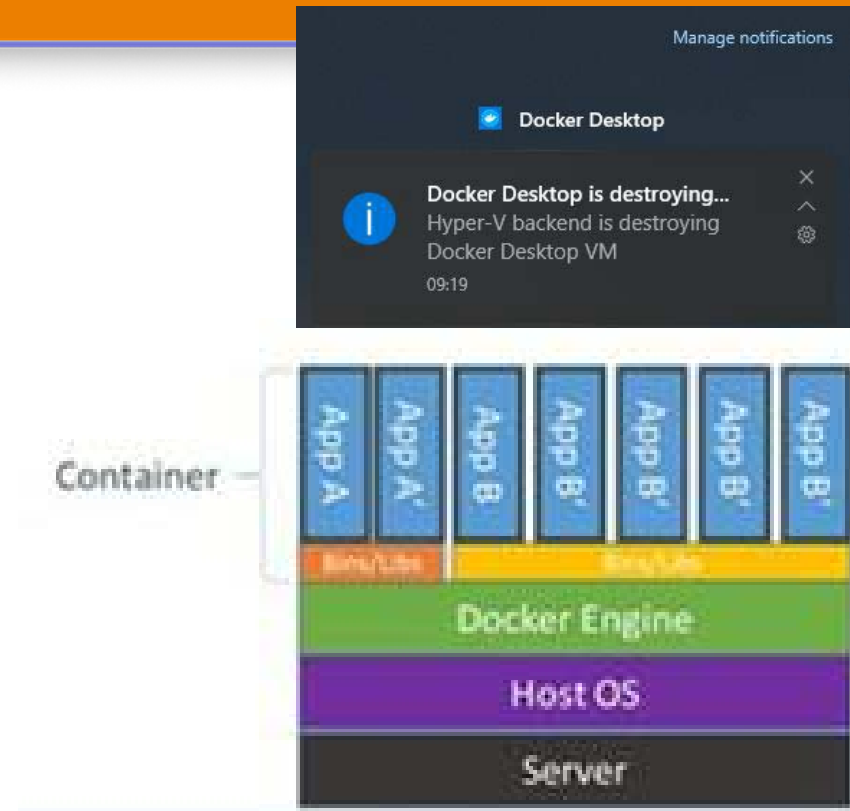 Manage notifications
Docker Desktop
Docker Desktop is destroying...
Hyper-V backend is destroying
Docker Desktop VM
09:19
Container
App A
App A'
App B
App B'
App B'
App B'
App B'
Bins/Libs
Bins/Libs
Docker Engine
Host OS
Server